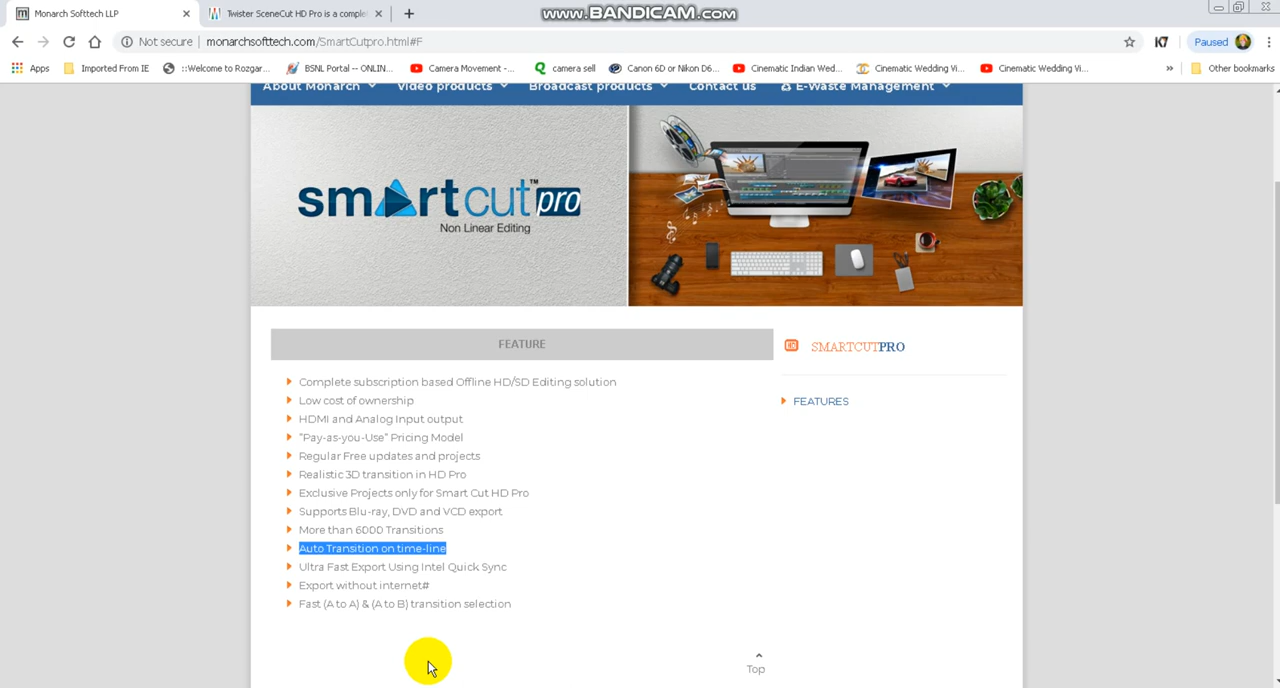 Monarch Softtech LLP
Twister SceneCut HD Pro is a comple
www.BANDICAM.com
Not secure
monarchsofttech.com/SmartCutpro.html#F
K7
Paused
Apps
Imported From IE
::Welcome to Rozgar...
BSNL Portal -- ONLIN...
Camera Movement -...
camera sell
Canon 6D or Nikon D6...
Cinematic Indian Wed...
Cinematic Wedding Vi...
Cinematic Wedding Vi...
»
Other bookmarks
About Monarch
Video products
Broadcast products
Contact us
E-Waste Management
smartcut pro™
Non Linear Editing
FEATURE
SMARTCUTPRO
Complete subscription based Offline HD/SD Editing solution
Low cost of ownership
FEATURES
HDMI and Analog Input output
"Pay-as-you-Use" Pricing Model
Regular Free updates and projects
Realistic 3D transition in HD Pro
Exclusive Projects only for Smart Cut HD Pro
Supports Blu-ray, DVD and VCD export
More than 6000 Transitions
Auto Transition on time-line
Ultra Fast Export Using Intel Quick Sync
Export without internet#
Fast (A to A) & (A to B) transition selection
Top